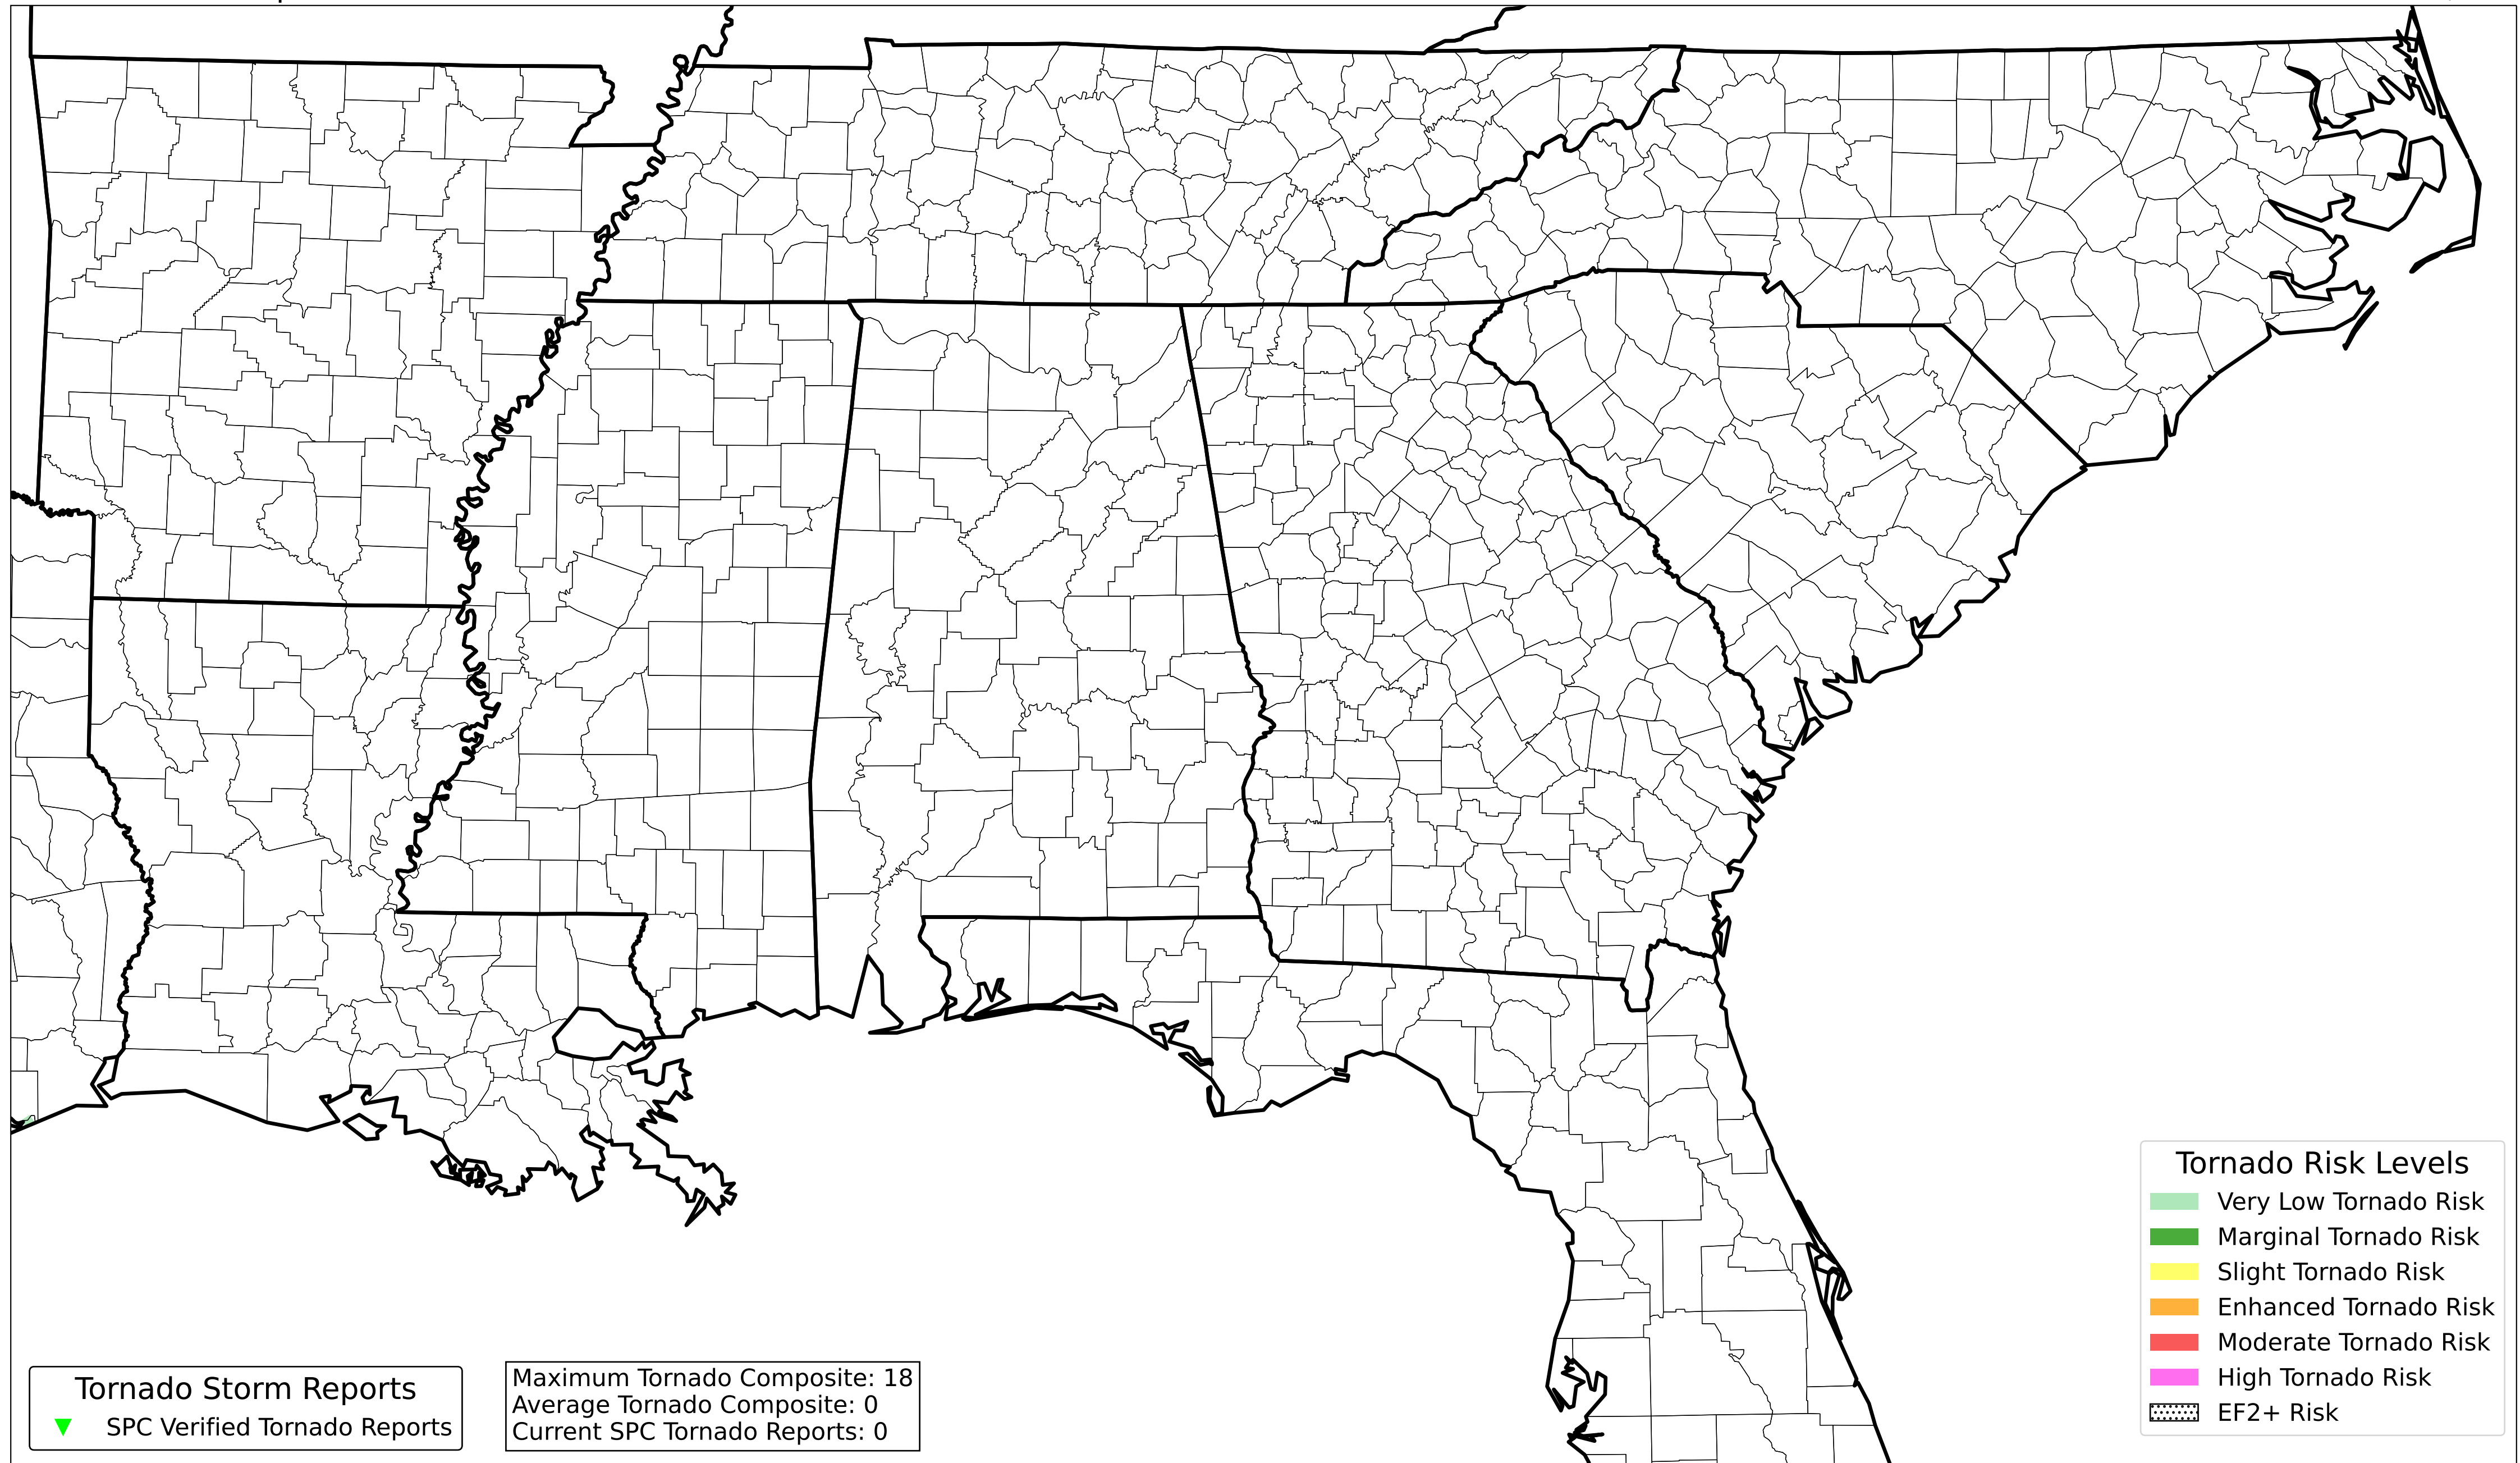 Tornado Risk Levels
Very Low Tornado Risk
Marginal Tornado Risk
Slight Tornado Risk
Enhanced Tornado Risk
Moderate Tornado Risk
High Tornado Risk
EF2+ Risk
Tornado Storm Reports
SPC Verified Tornado Reports
Maximum Tornado Composite: 18
Average Tornado Composite: 0
Current SPC Tornado Reports: 0